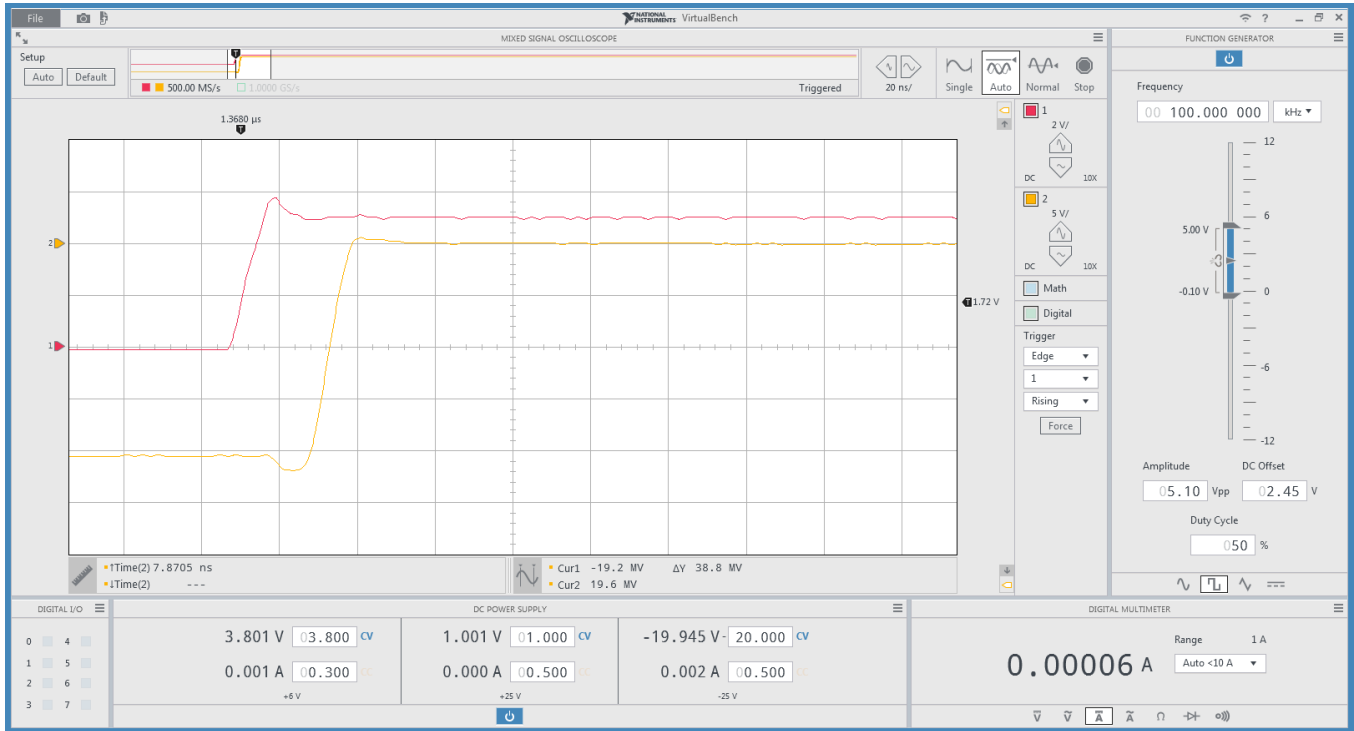 File
NATIONAL INSTRUMENTS VirtualBench
?
MIXED SIGNAL OSCILLOSCOPE
FUNCTION GENERATOR
Setup
Auto Default
500.00 MS/s 1.0000 GS/s Triggered
T
20 ns/
Single Auto Normal Stop
1.3680 µs
T
1
2 V/
DC 10X
2
5 V/
DC 10X
Math
Digital
Trigger
Edge
1
Rising
Force
2
1
T 1.72 V
↑Time(2) 7.8705 ns
↓Time(2) ---
Cur1 -19.2 MV ΔY 38.8 MV
Cur2 19.6 MV
Frequency
00 100.000 000 kHz
12
6
5.00 V
-0.10 V
0
-6
-12
Amplitude DC Offset
05.10 Vpp 02.45 V
Duty Cycle
050 %
DIGITAL I/O
0 4
1 5
2 6
3 7
DC POWER SUPPLY
3.801 V 03.800 CV
0.001 A 00.300 CC
+6 V
1.001 V 01.000 CV
0.000 A 00.500 CC
+25 V
-19.945 V - 20.000 CV
0.002 A 00.500 CC
-25 V
DIGITAL MULTIMETER
0.00006 A
Range 1 A
Auto <10 A
V V A A Ω